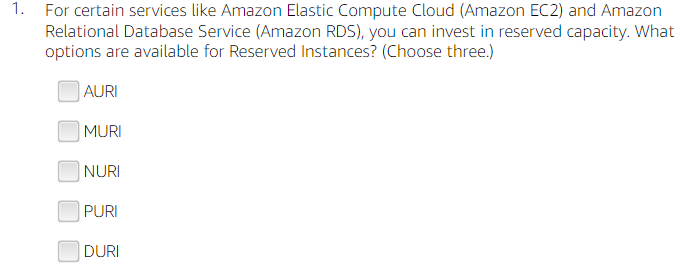 1. For certain services like Amazon Elastic Compute Cloud (Amazon EC2) and Amazon
Relational Database Service (Amazon RDS), you can invest in reserved capacity. What
options are available for Reserved Instances? (Choose three.)
AURI
MURI
NURI
PURI
DURI